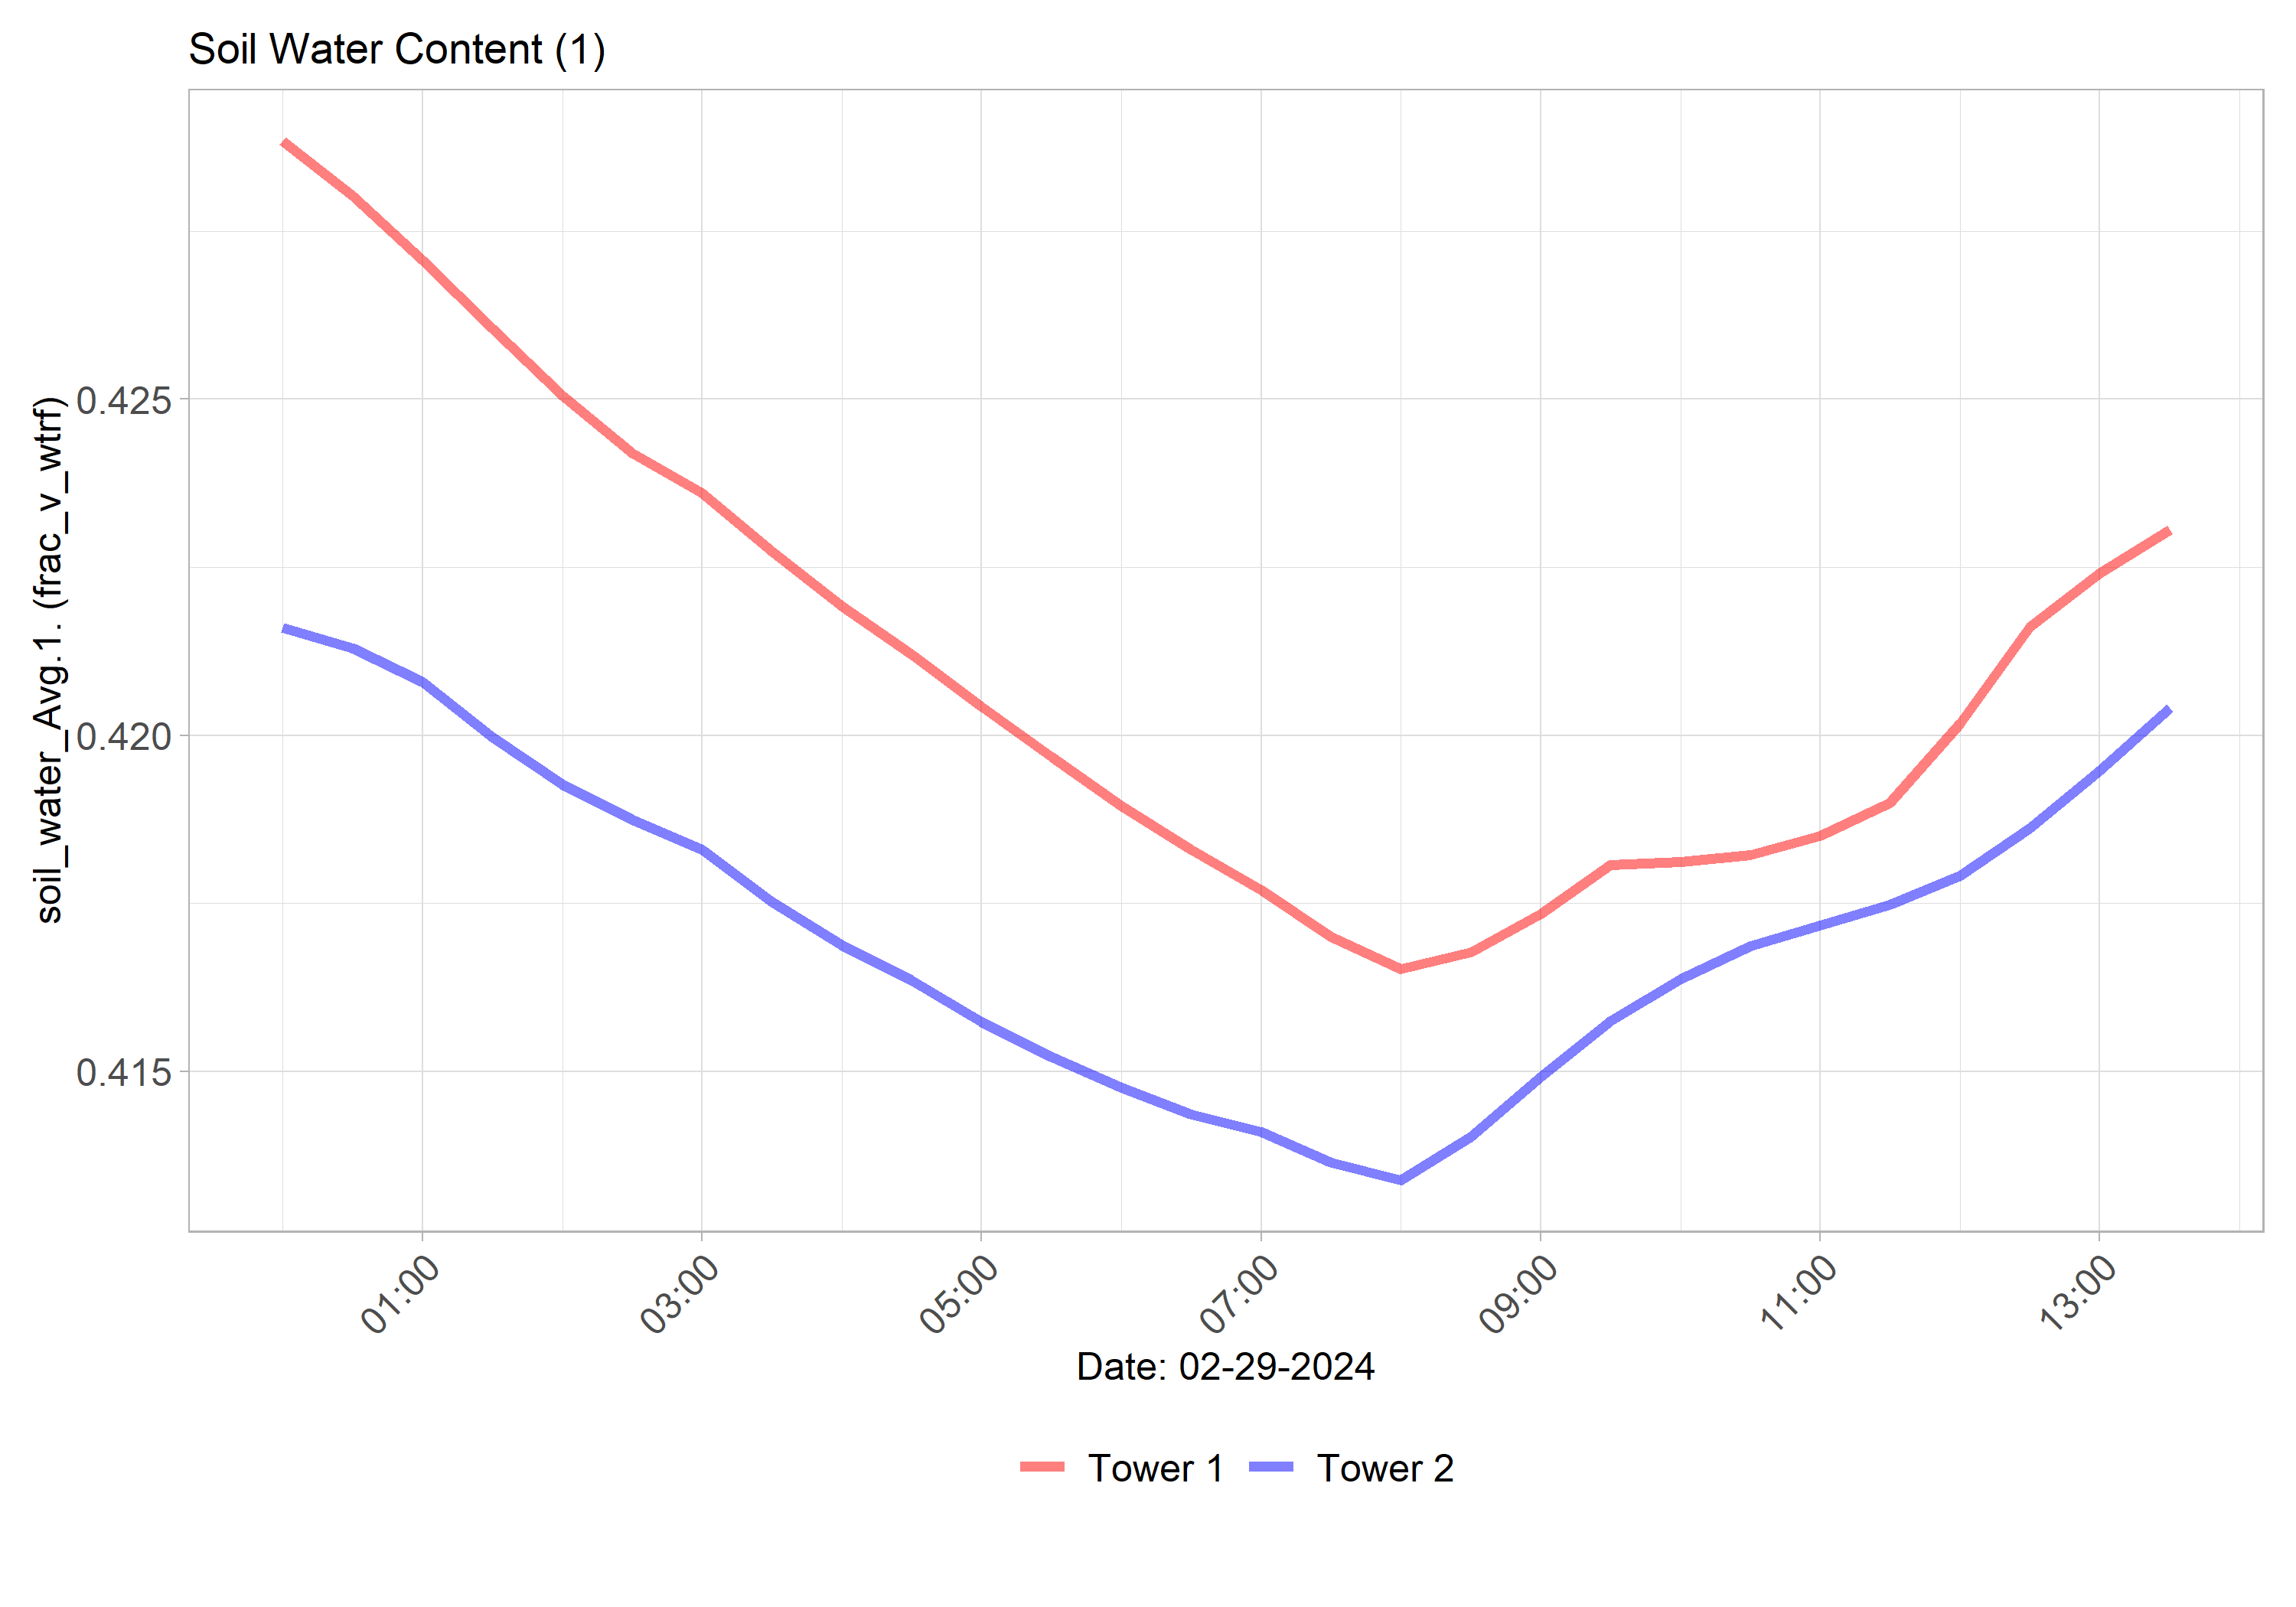 Soil Water Content (1)
soil_water_Avg.1. (frac_v_wtrf)
0.425
0.420
0.415
01:00
03:00
05:00
07:00
09:00
11:00
13:00
Date: 02-29-2024
Tower 1
Tower 2